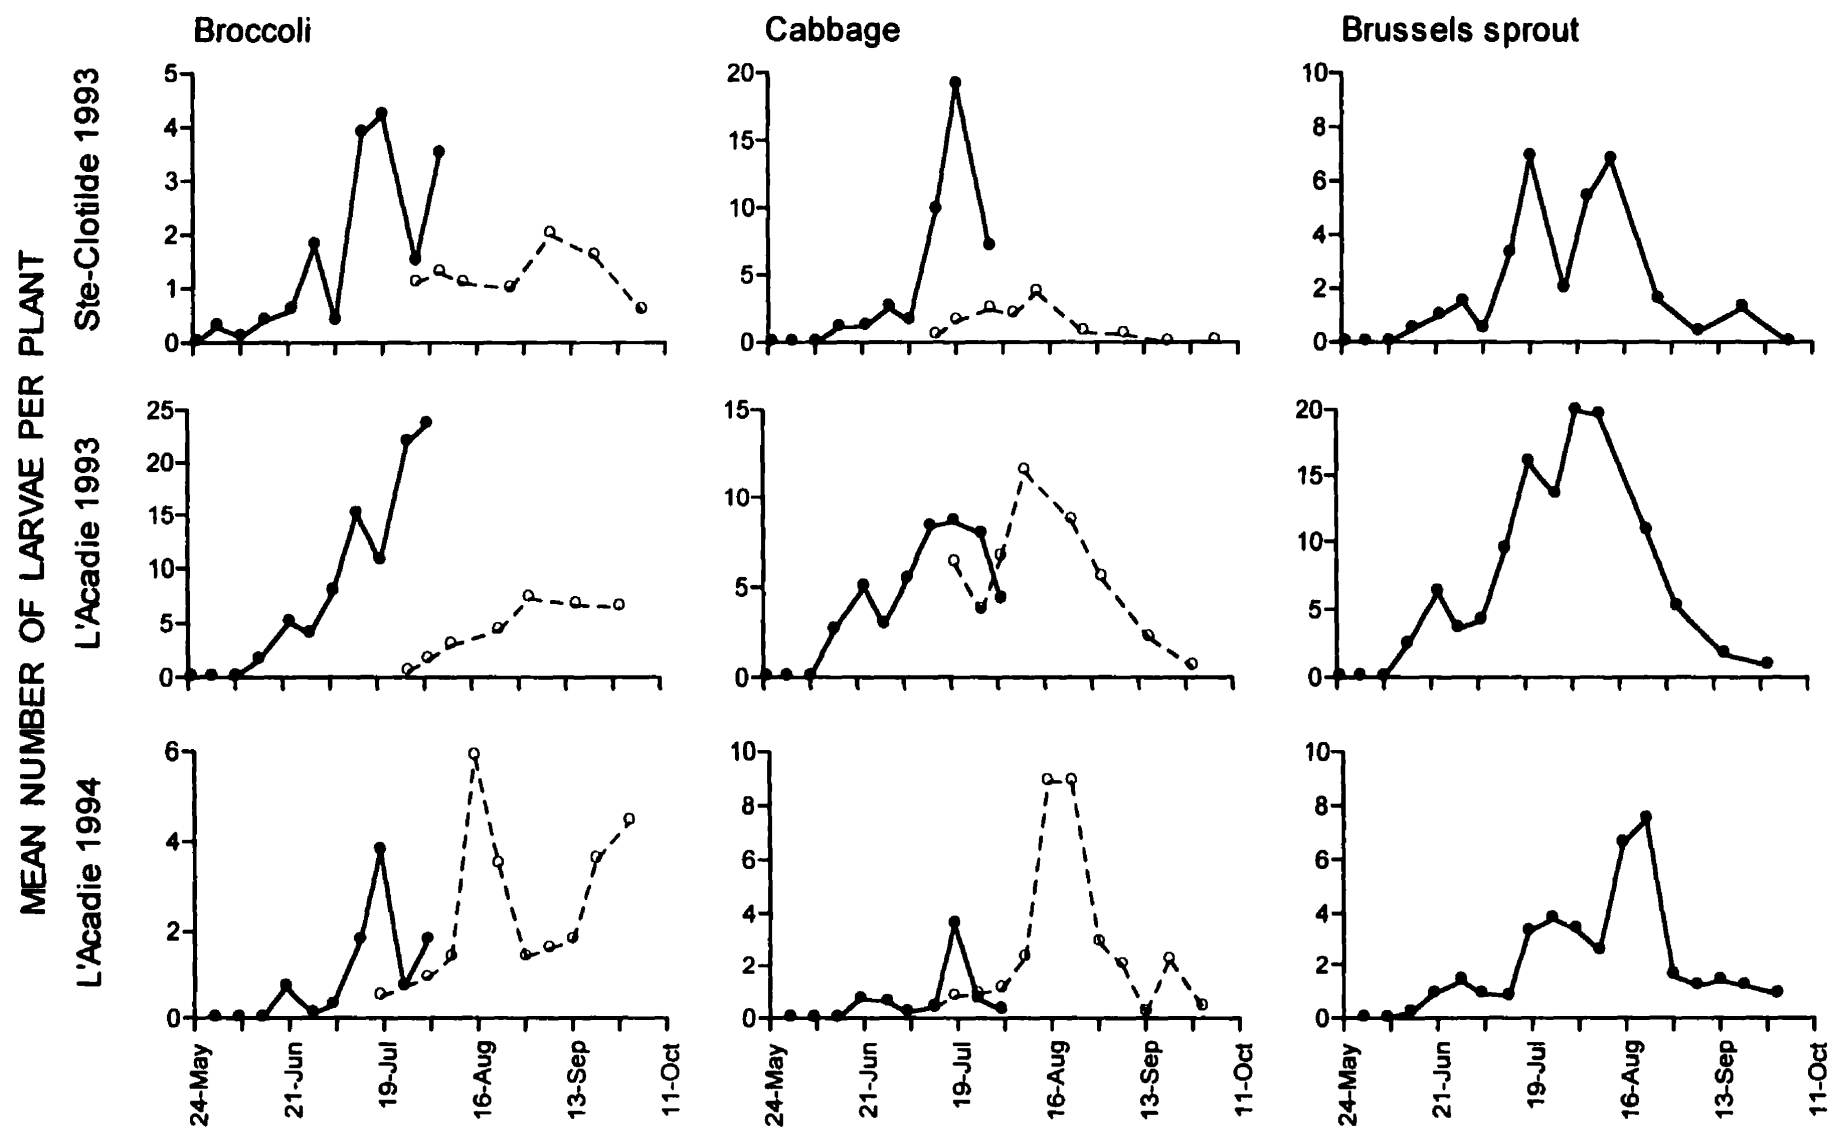 Broccoli
Cabbage
Brussels sprout
MEAN NUMBER OF LARVAE PER PLANT
Ste-Clotilde 1993
5
4
3
2
1
0
20
15
10
5
0
10
8
6
4
2
0
L'Acadie 1993
25
20
15
10
5
0
15
10
5
0
20
15
10
5
0
L'Acadie 1994
6
4
2
0
10
8
6
4
2
0
10
8
6
4
2
0
24-May
21-Jun
19-Jul
16-Aug
13-Sep
11-Oct
24-May
21-Jun
19-Jul
16-Aug
13-Sep
11-Oct
24-May
21-Jun
19-Jul
16-Aug
13-Sep
11-Oct